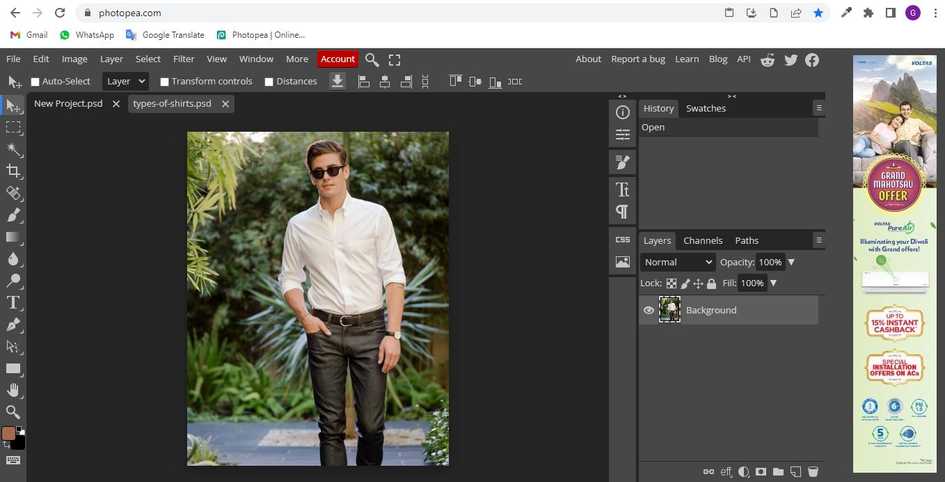 photopea.com
G
Gmail
WhatsApp
Google Translate
Photopea | Online...
File Edit Image Layer Select Filter View Window More Account
About Report a bug Learn Blog API
Auto-Select Layer Transform controls Distances
New Project.psd
types-of-shirts.psd
< >
> <
History Swatches
Open
CSS
Layers Channels Paths
Normal Opacity: 100%
Lock: Fill: 100%
Background
eff
VOLTAS
GRAND
MAHOTSAV
OFFER
VOLTAS
PureAir
Illuminating your Diwali
with Grand offers!
UP TO
15% INSTANT
CASHBACK
SPECIAL
INSTALLATION
OFFERS ON ACs